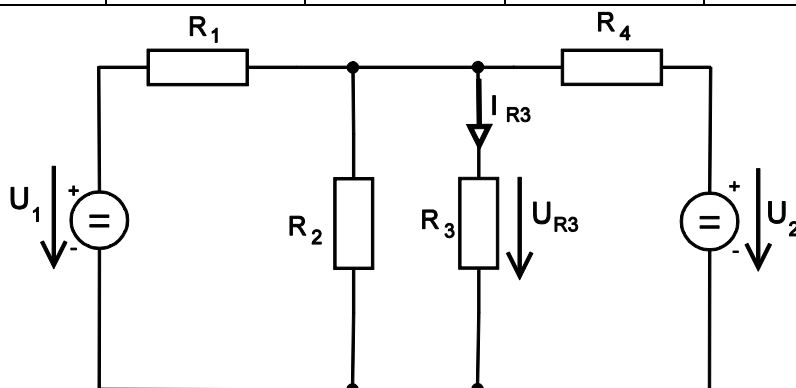 R1
R4
IR3
U1
+
=
-
R2
R3
UR3
+
=
-
U2